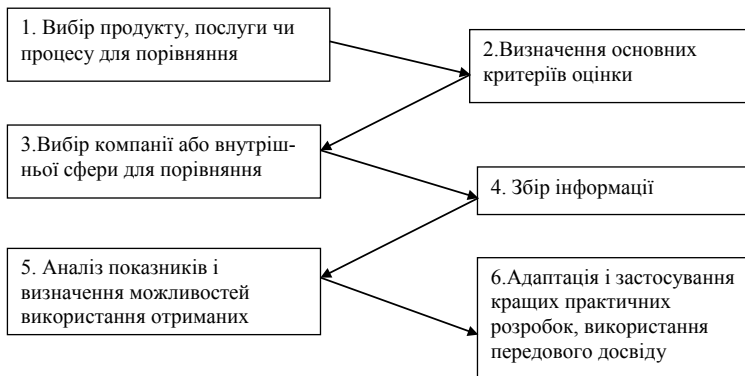 1. Вибір продукту, послуги чи
процесу для порівняння
2.Визначення основних
критеріїв оцінки
3.Вибір компанії або внутріш-
ньої сфери для порівняння
4. Збір інформації
5. Аналіз показників і
визначення можливостей
використання отриманих
6.Адаптація і застосування
кращих практичних
розробок, використання
передового досвіду